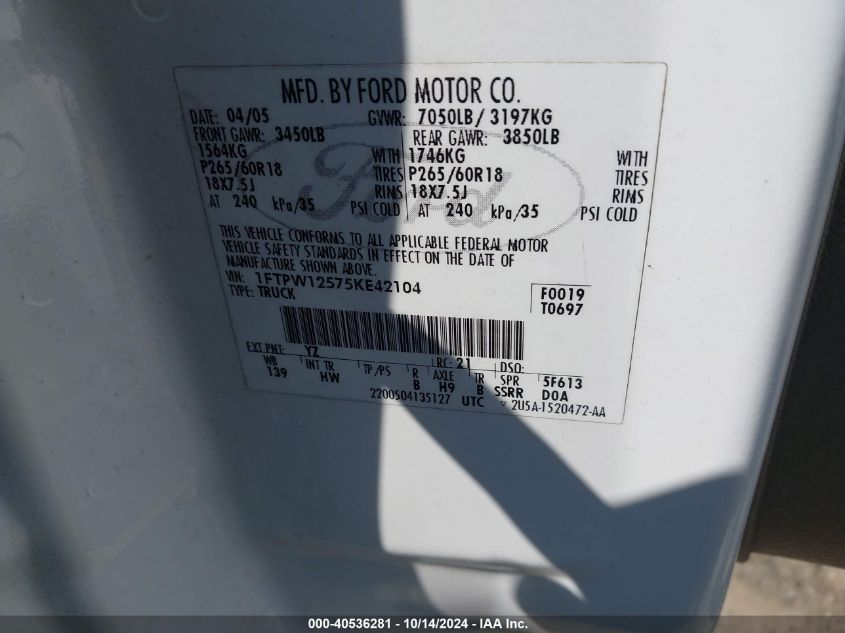 MFD. BY FORD MOTOR CO.
DATE: 04/05 GVWR: 7050LB/ 3197KG
FRONT GAWR: 3450LB REAR GAWR: 3850LB
1564KG WITH 1746KG WITH
P265/60R18 TIRES P265/60R18 TIRES
18X7.5J RIMS 18X7.5J RIMS
AT 240 kPa/35 PSI COLD AT 240 kPa/35 PSI COLD
Ford
THIS VEHICLE CONFORMS TO ALL APPLICABLE FEDERAL MOTOR
VEHICLE SAFETY STANDARDS IN EFFECT ON THE DATE OF
MANUFACTURE SHOWN ABOVE.
VIN: 1FTPW12575KE42104 F0019
TYPE: TRUCK T0697
EXT PNT: YZ RC: 21 DSO:
WB INT TR TP/PS R AXLE TR SPR 5F613
139 HW B H9 B SSRR DOA
2200504135127 UTC 2U5A-1520472-AA
000-40536281 - 10/14/2024 - IAA Inc.